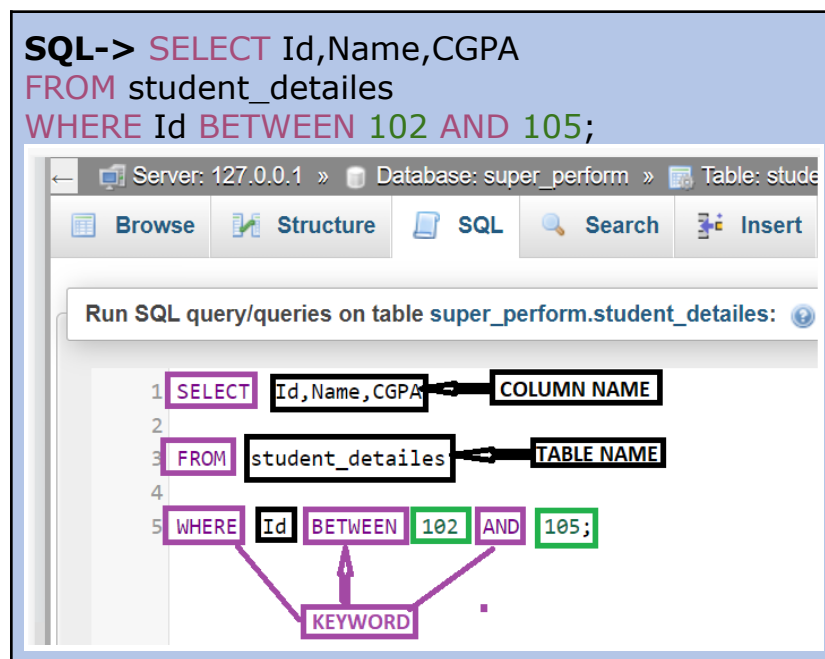 SQL-> SELECT Id,Name,CGPA
FROM student_detailes
WHERE Id BETWEEN 102 AND 105;
← Server: 127.0.0.1 » Database: super_perform » Table: stude
Browse Structure SQL Search Insert
Run SQL query/queries on table super_perform.student_detailes:
1 SELECT Id,Name,CGPA COLUMN NAME
2
3 FROM student_detailes TABLE NAME
4
5 WHERE Id BETWEEN 102 AND 105;
KEYWORD